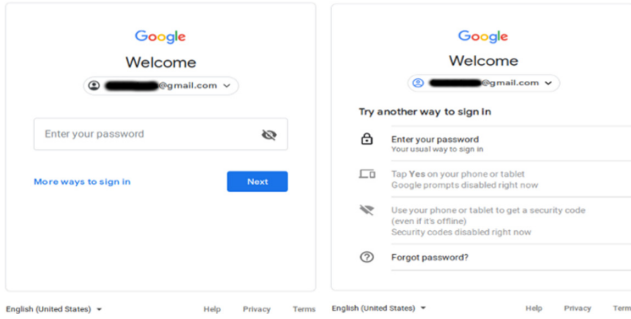 Google
Welcome
@gmail.com
Enter your password
More ways to sign in
Next
English (United States)
Help
Privacy
Terms
Google
Welcome
@gmail.com
Try another way to sign in
Enter your password
Your usual way to sign in
Tap Yes on your phone or tablet
Google prompts disabled right now
Use your phone or tablet to get a security code
(even if it's offline)
Security codes disabled right now
Forgot password?
English (United States)
Help
Privacy
Term